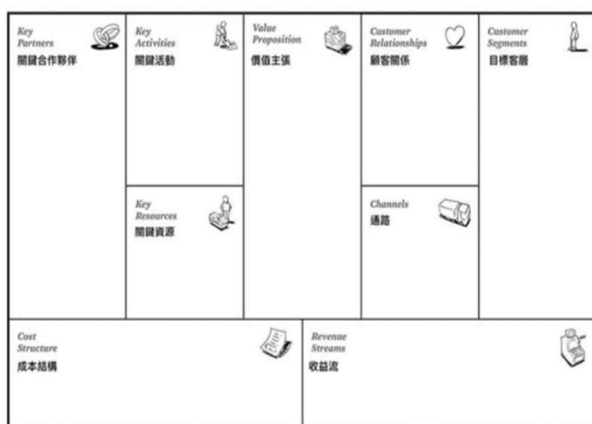 Key
Partners
關鍵合作夥伴
Key
Activities
關鍵活動
Value
Proposition
價值主張
Customer
Relationships
顧客關係
Customer
Segments
目標客層
Key
Resources
關鍵資源
Channels
通路
Cost
Structure
成本結構
Revenue
Streams
收益流